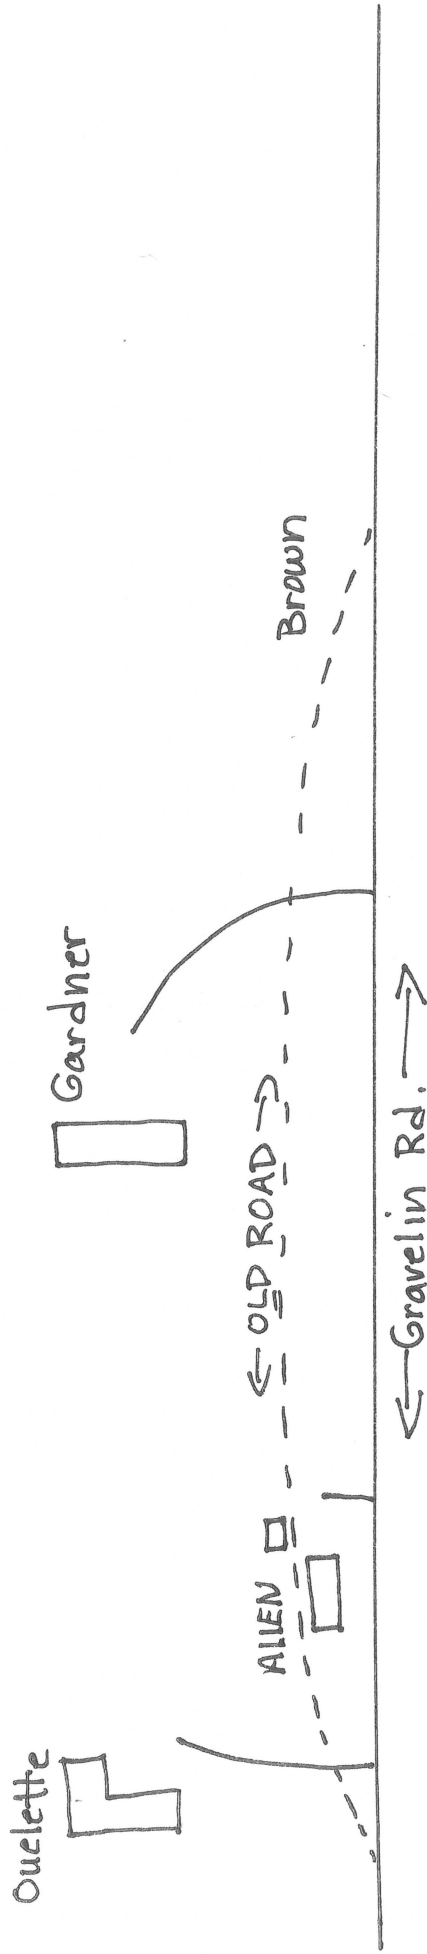 Ouelette
Gardner
Brown
AllEN
← OLD ROAD →
← Gravelin Rd. →